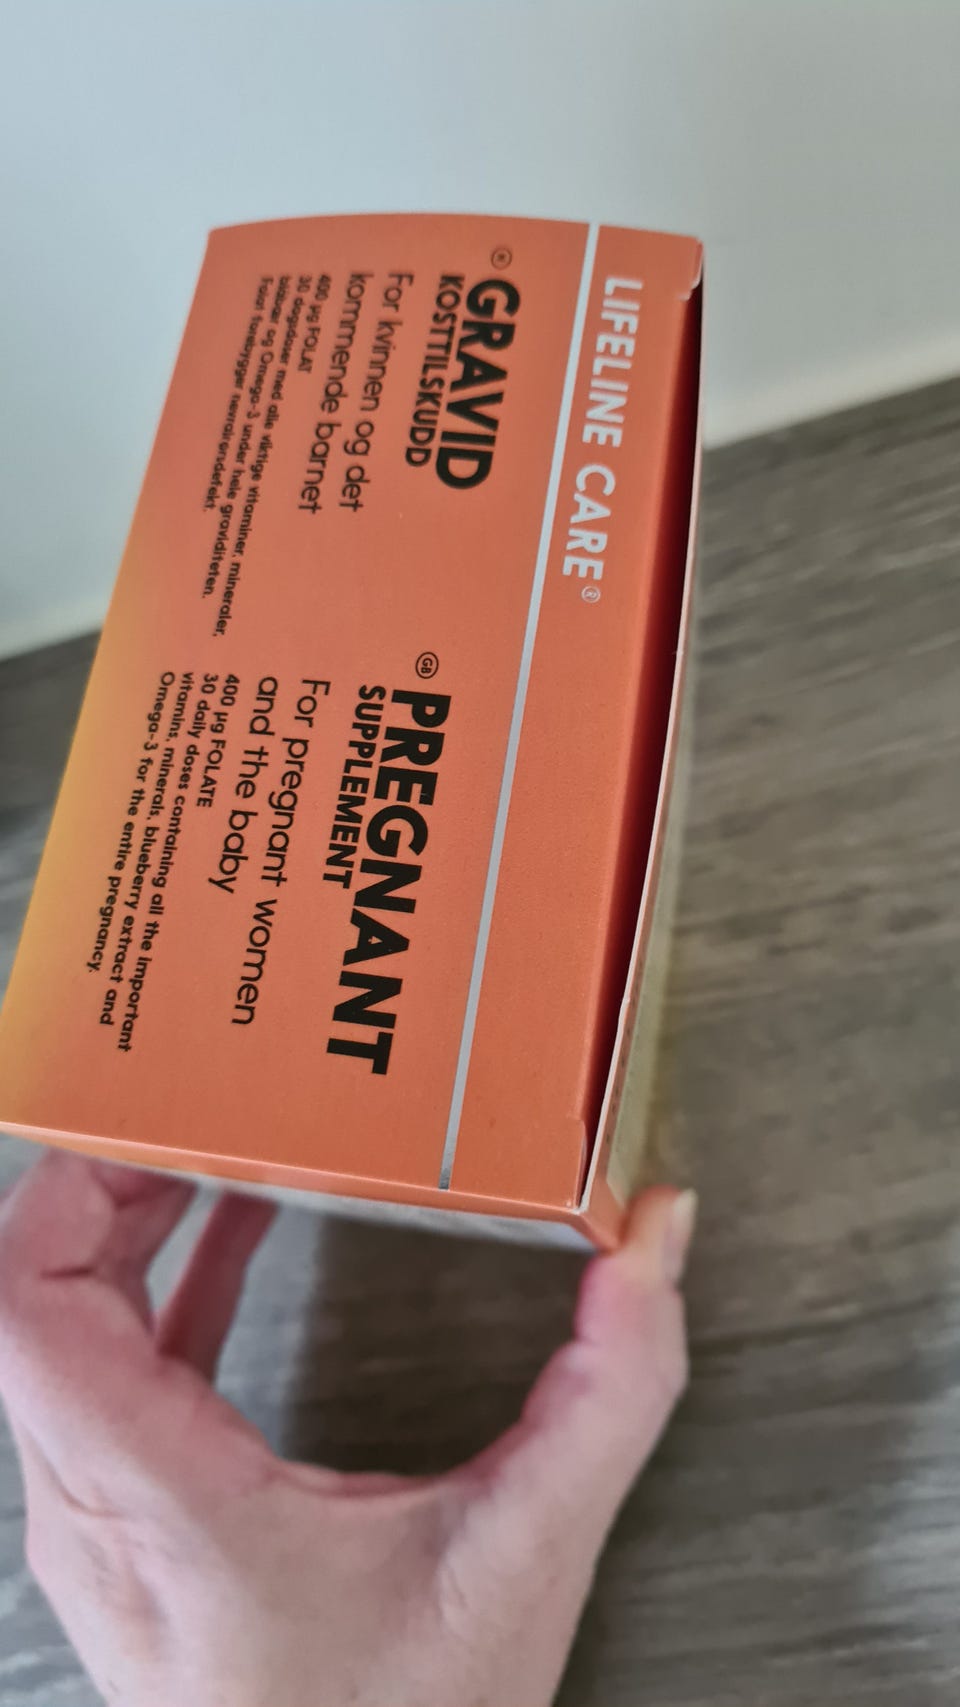 LIFELINE CARE®
GRAVID
KOSTTILSKUDD
For kvinnen og det
kommende barnet
400 µg FOLAT
30 dagsdoser med alle viktige vitaminer, mineraler,
blåbær og Omega-3 under hele graviditeten.
Folat forebygger nevralrørsdefekt.
GB
PREGNANT
SUPPLEMENT
For pregnant women
and the baby
400 µg FOLATE
30 daily doses containing all the important
vitamins, minerals, blueberry extract and
Omega-3 for the entire pregnancy.